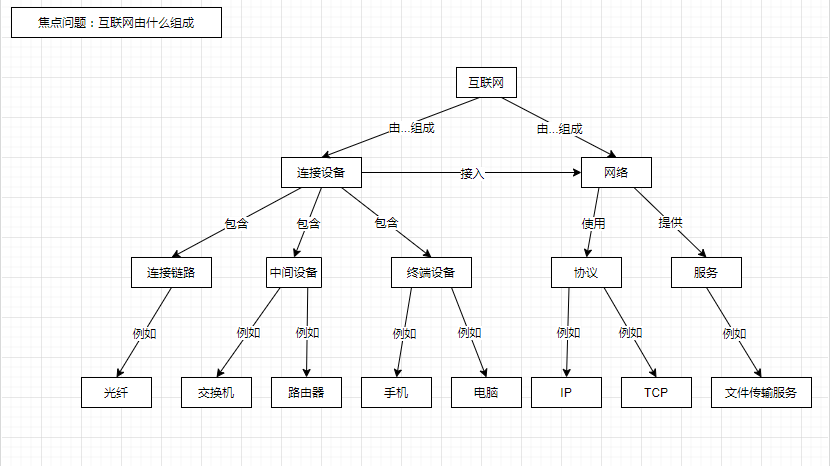 焦点问题：互联网由什么组成
互联网
由...组成
由...组成
连接设备
接入
网络
包含
包含
包含
使用
提供
连接链路
中间设备
终端设备
协议
服务
例如
例如
例如
例如
例如
例如
例如
例如
光纤
交换机
路由器
手机
电脑
IP
TCP
文件传输服务